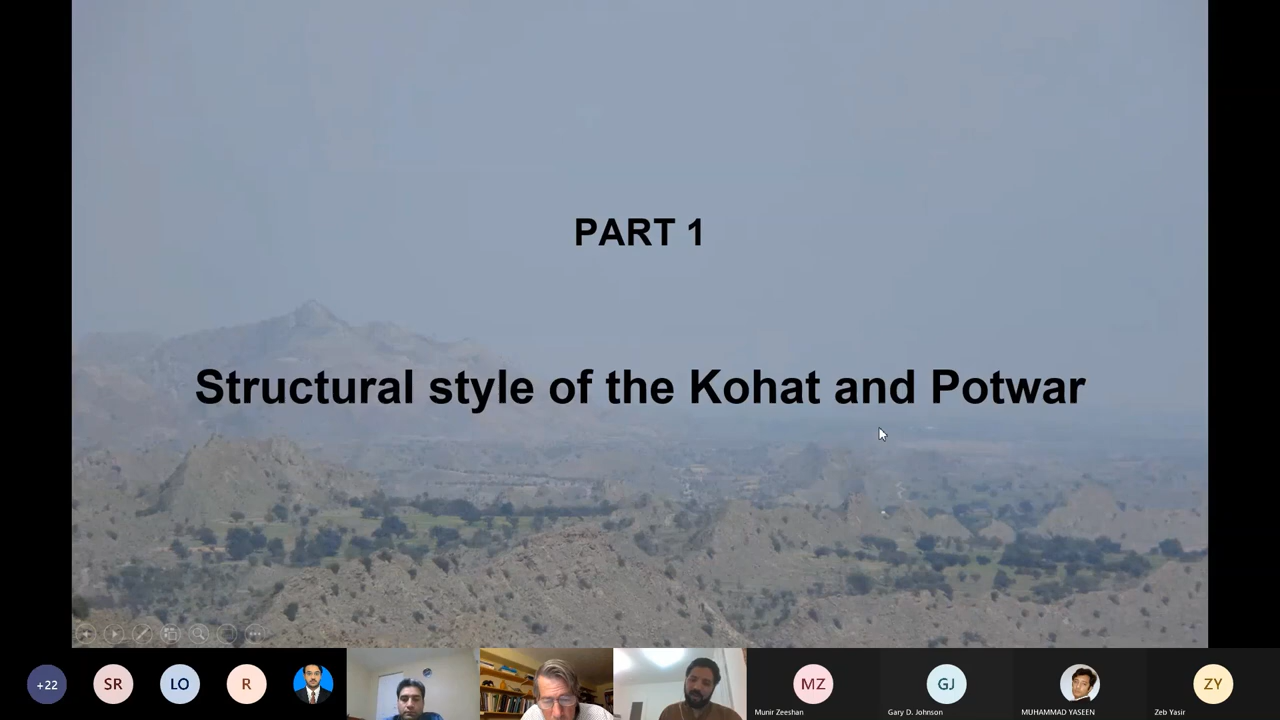 PART 1
Structural style of the Kohat and Potwar
+22
SR
LO
R
MZ
Munir Zeeshan
GJ
Gary D. Johnson
MUHAMMAD YASEEN
ZY
Zeb Yasir